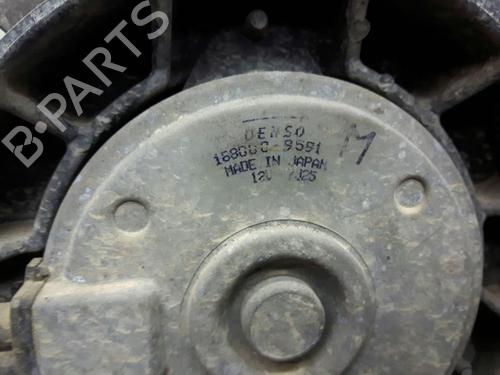 DENSO
168000-9591
MADE IN JAPAN
M
B-PARTS